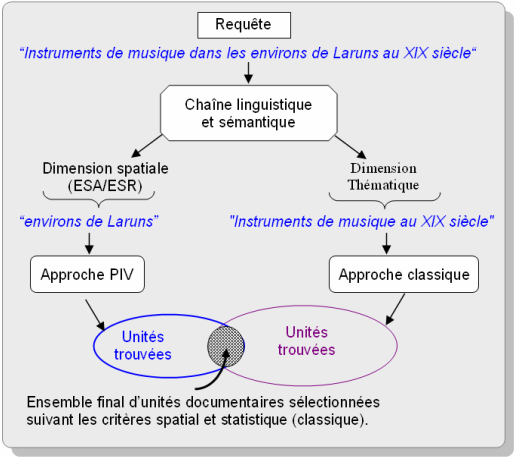 Requête
“Instruments de musique dans les environs de Laruns au XIX siècle“
Chaîne linguistique
et sémantique
Dimension spatiale
(ESA/ESR)
“environs de Laruns”
Approche PIV
Dimension
Thématique
"Instruments de musique au XIX siècle"
Approche classique
Unités
trouvées
Unités
trouvées
Ensemble final d’unités documentaires sélectionnées
suivant les critères spatial et statistique (classique).